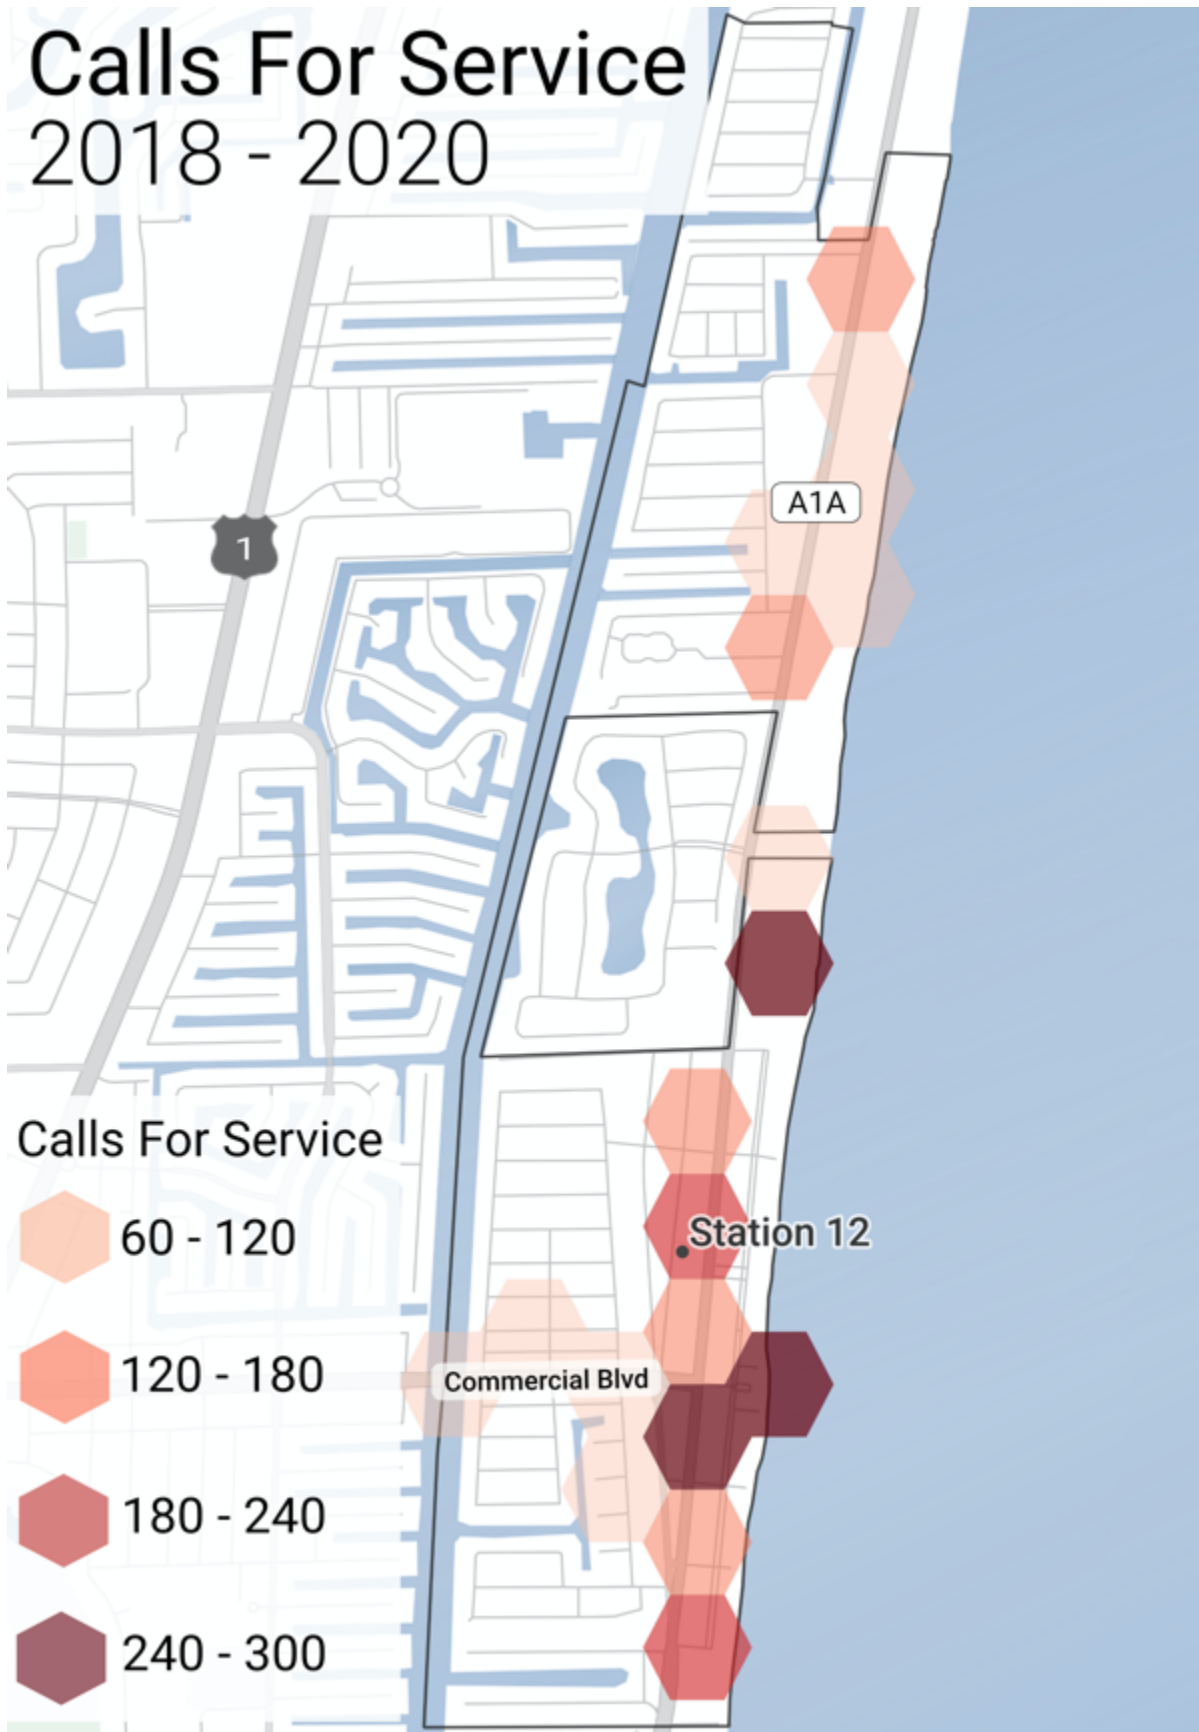 Calls For Service
2018 - 2020
A1A
1
Calls For Service
60 - 120
Station 12
120 - 180
Commercial Blvd
180 - 240
240 - 300